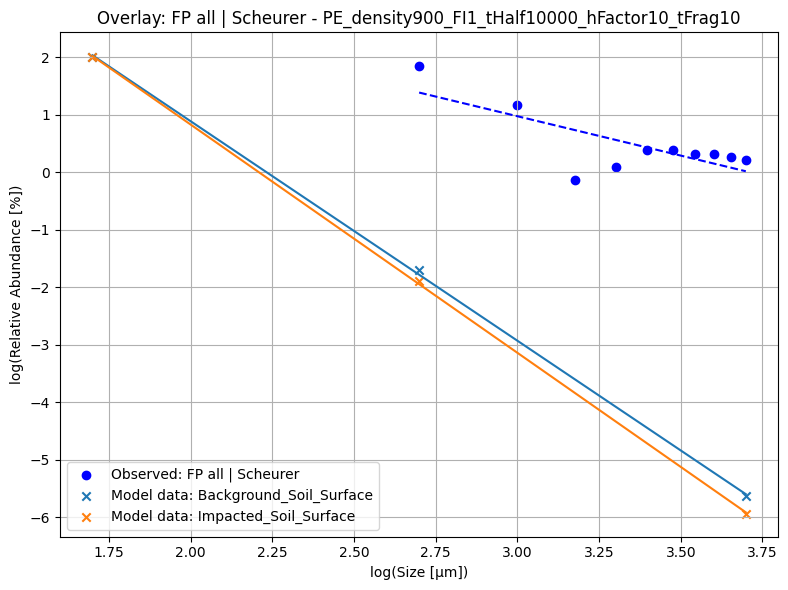 Overlay: FP all | Scheurer - PE_density900_FI1_tHalf10000_hFactor10_tFrag10
log(Relative Abundance [%])
2
1
0
−1
−2
−3
−4
−5
−6
Observed: FP all | Scheurer
Model data: Background_Soil_Surface
Model data: Impacted_Soil_Surface
1.75 2.00 2.25 2.50 2.75 3.00 3.25 3.50 3.75
log(Size [μm])